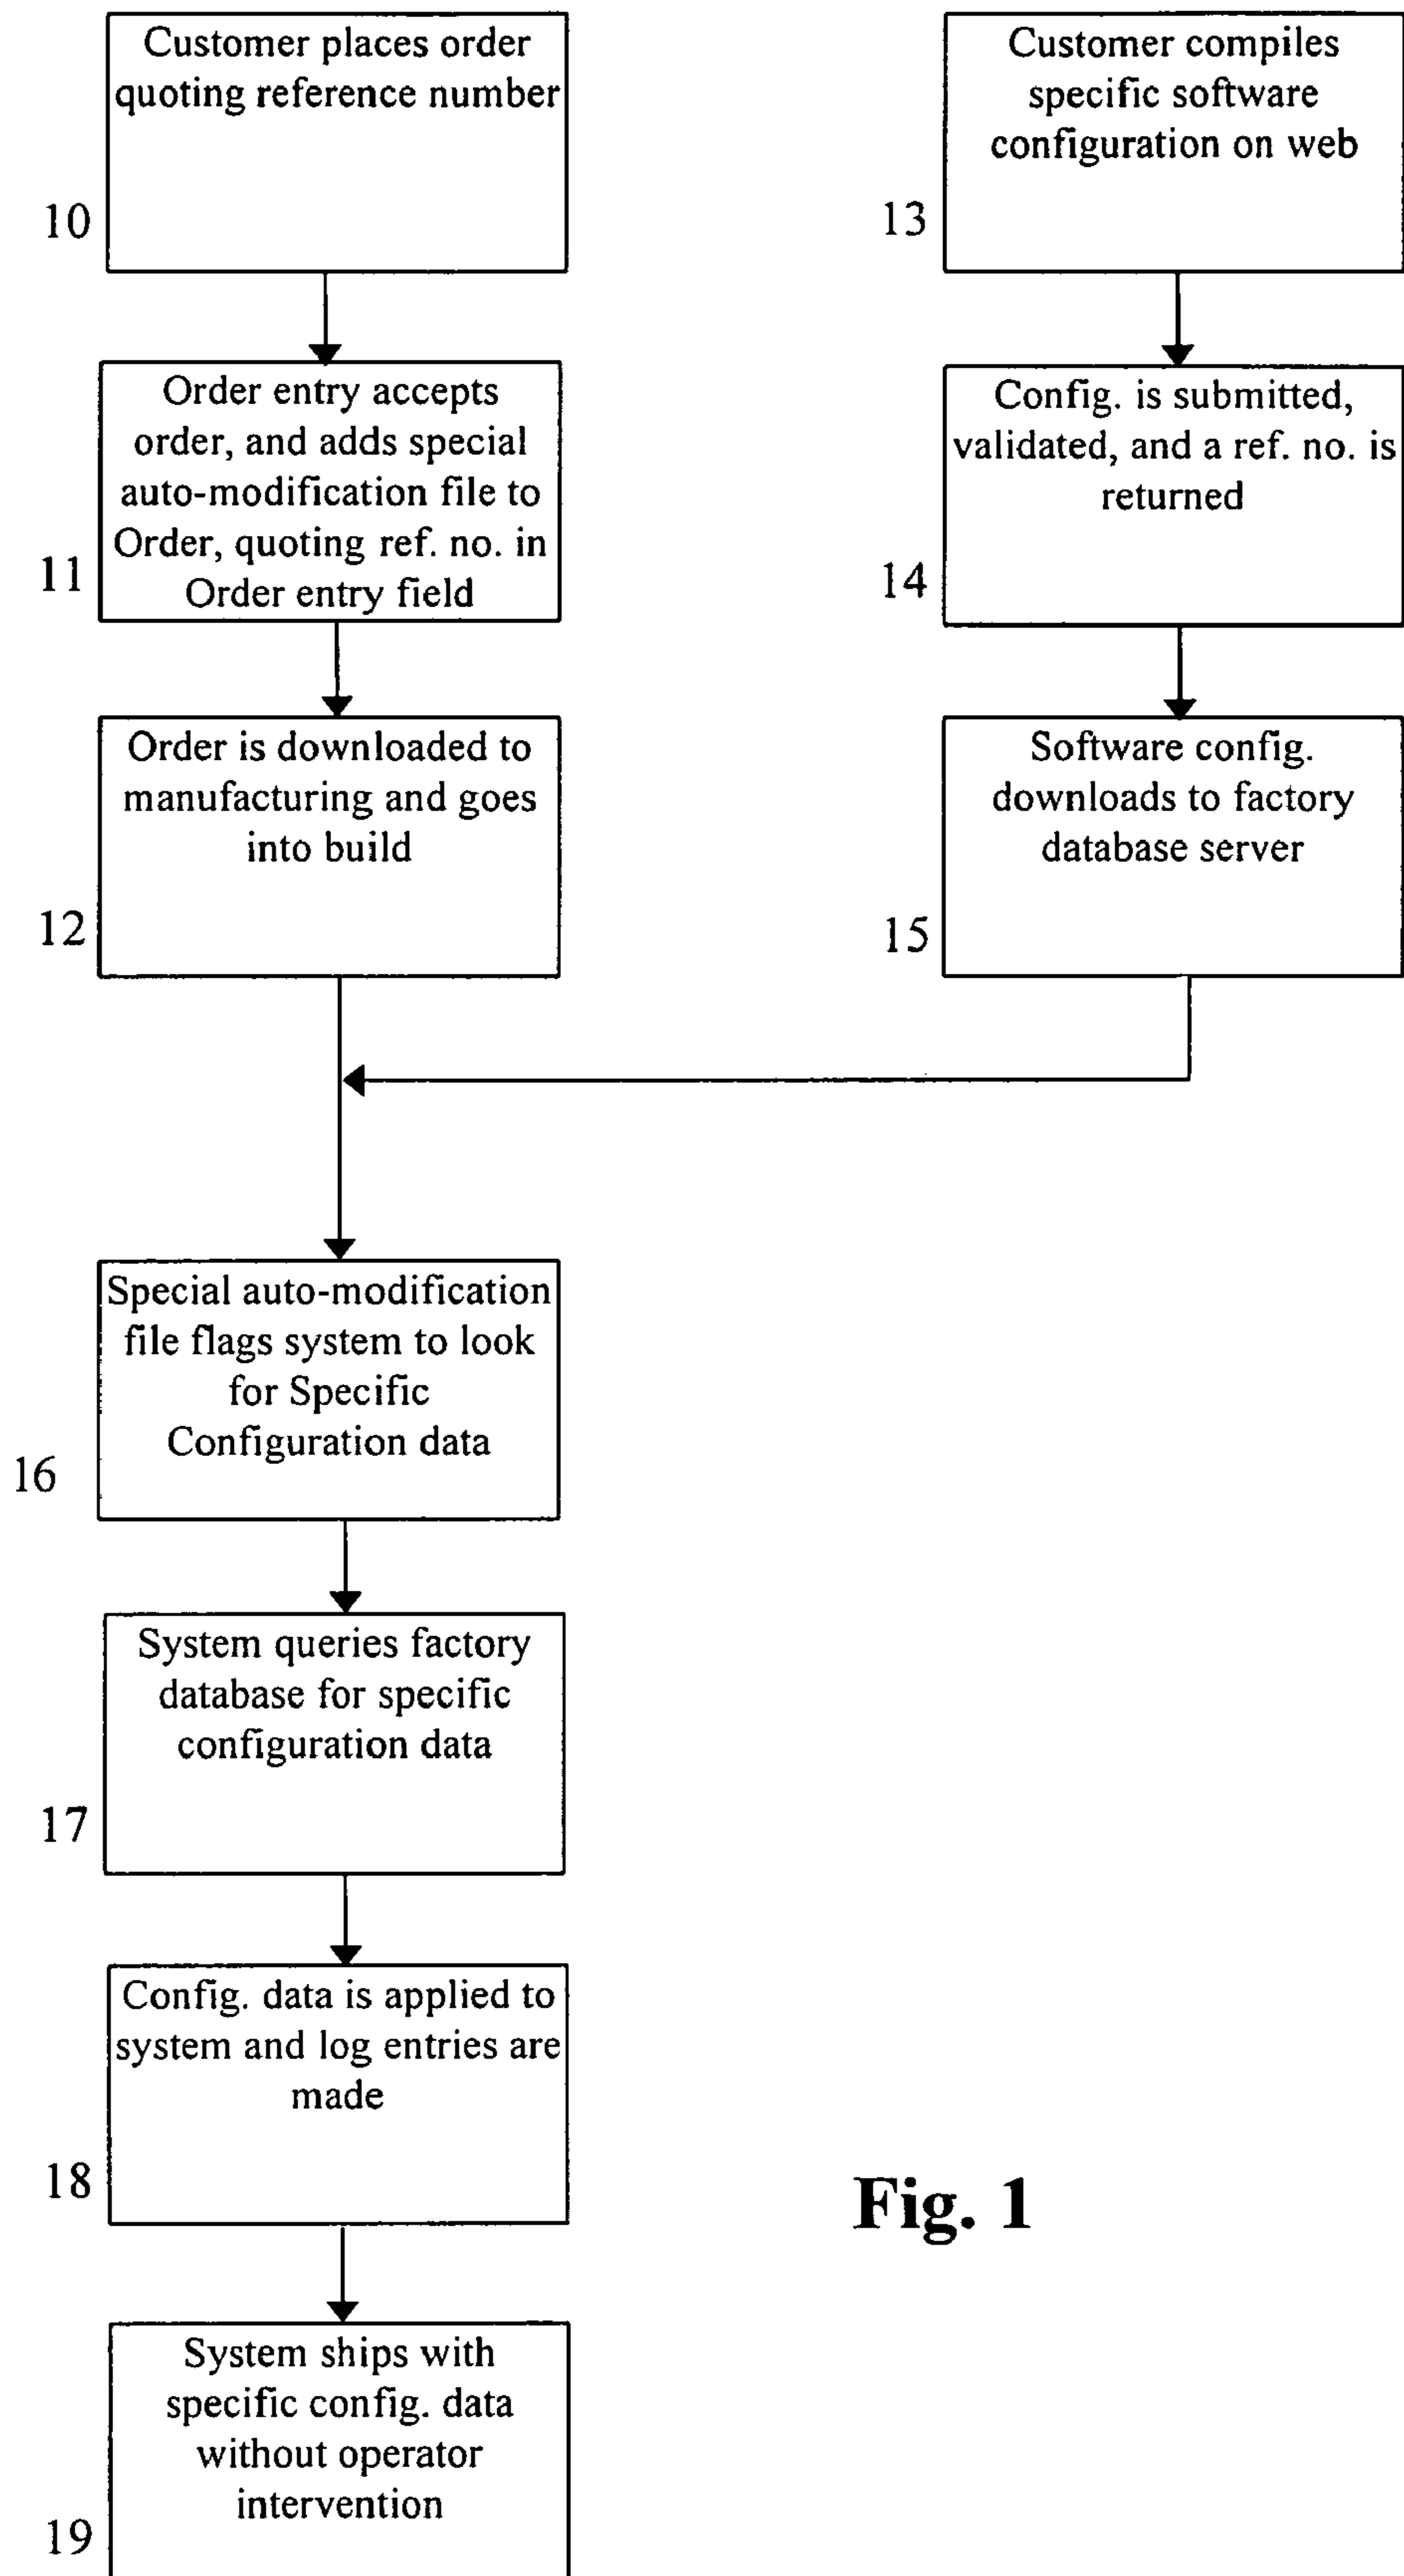 Customer places order
quoting reference number
10
Order entry accepts
order, and adds special
auto-modification file to
Order, quoting ref. no. in
Order entry field
11
Order is downloaded to
manufacturing and goes
into build
12
Customer compiles
specific software
configuration on web
13
Config. is submitted,
validated, and a ref. no. is
returned
14
Software config.
downloads to factory
database server
15
Special auto-modification
file flags system to look
for Specific
Configuration data
16
System queries factory
database for specific
configuration data
17
Config. data is applied to
system and log entries are
made
18
System ships with
specific config. data
without operator
intervention
19
Fig. 1